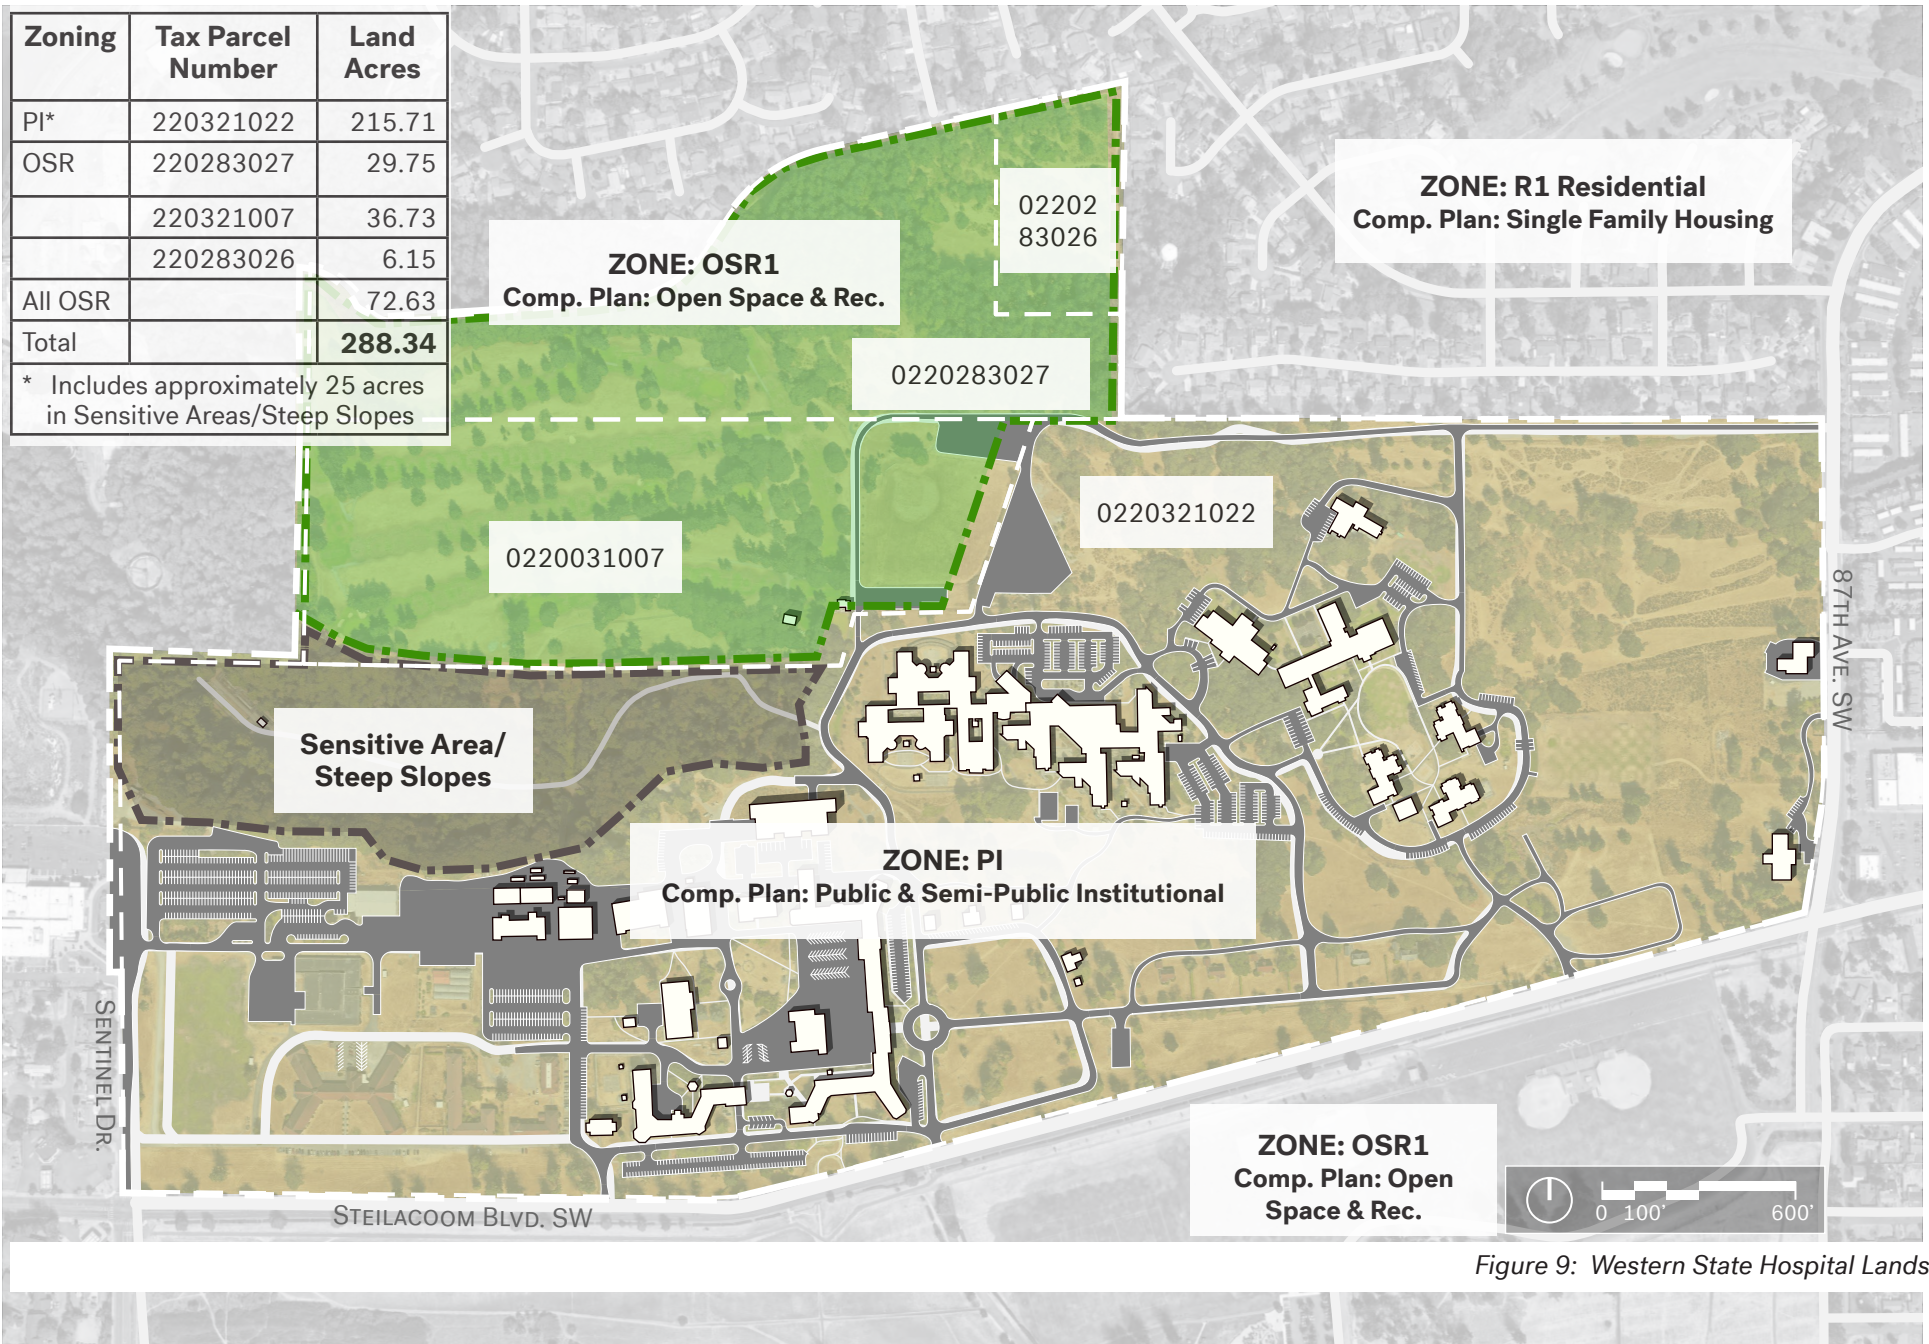 Zoning Tax Parcel Number Land Acres
PI* 220321022 215.71
OSR 220283027 29.75
220321007 36.73
220283026 6.15
All OSR 72.63
Total 288.34
* Includes approximately 25 acres
in Sensitive Areas/Steep Slopes
ZONE: OSR1
Comp. Plan: Open Space & Rec.
02202
83026
ZONE: R1 Residential
Comp. Plan: Single Family Housing
0220283027
0220321022
0220031007
87TH AVE. SW
Sensitive Area/
Steep Slopes
ZONE: PI
Comp. Plan: Public & Semi-Public Institutional
SENTINEL DR.
STEILACOOM BLVD. SW
ZONE: OSR1
Comp. Plan: Open
Space & Rec.
0 100' 600'
Figure 9: Western State Hospital Lands